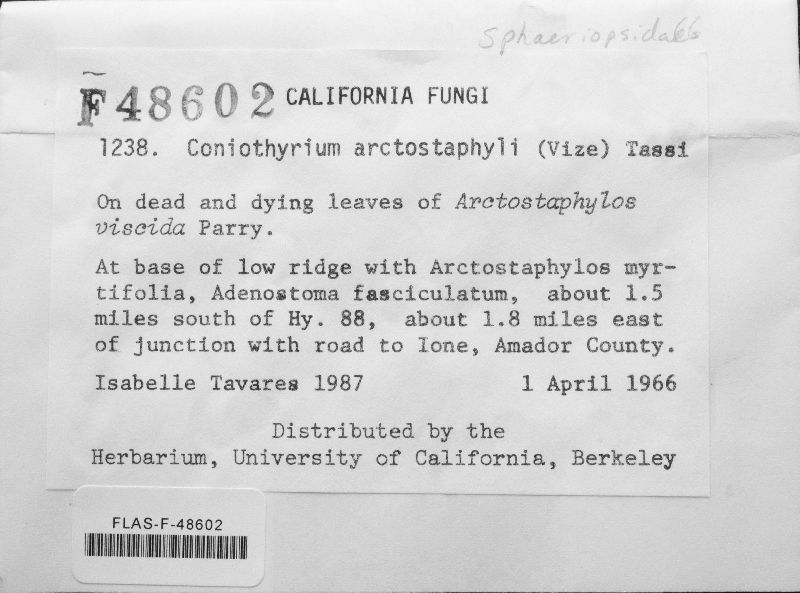 Sphaeriopsidales
F48602 CALIFORNIA FUNGI
1238. Coniothyrium arctostaphyli (Vize) Tassi
On dead and dying leaves of Arctostaphylos
viscida Parry.
At base of low ridge with Arctostaphylos myr-
tifolia, Adenostoma fasciculatum, about 1.5
miles south of Hy. 88, about 1.8 miles east
of junction with road to Ione, Amador County.
Isabelle Tavares 1987 1 April 1966
Distributed by the
Herbarium, University of California, Berkeley
FLAS-F-48602